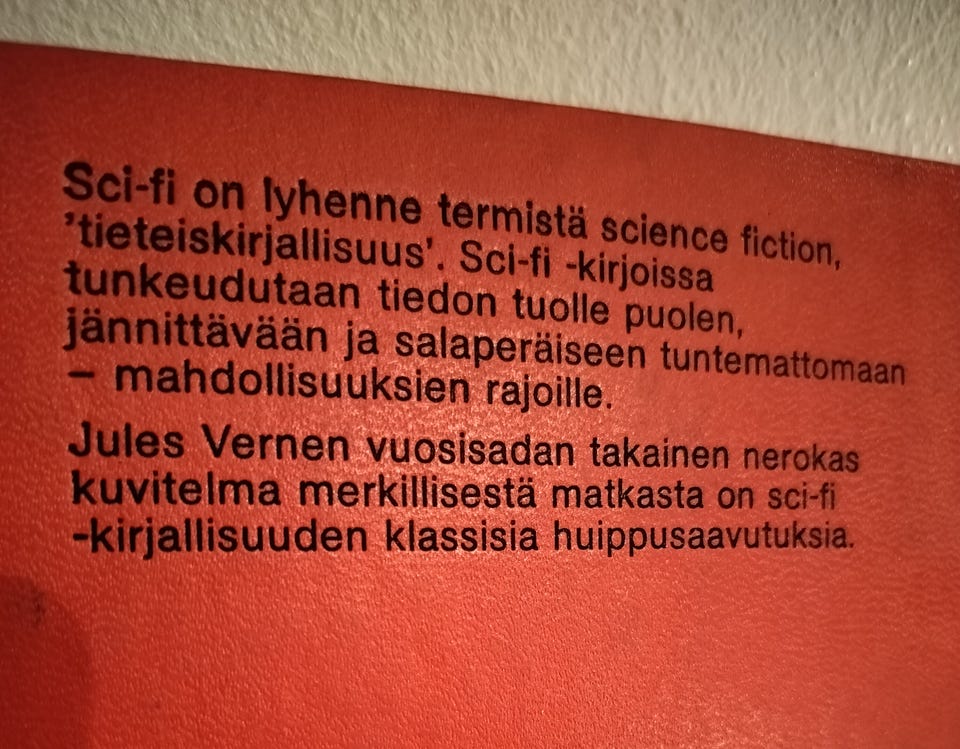 Sci-fi on lyhenne termistä science fiction,
'tieteiskirjallisuus'. Sci-fi -kirjoissa
tunkeudutaan tiedon tuolle puolen,
jännittävään ja salaperäiseen tuntemattomaan
– mahdollisuuksien rajoille.
Jules Vernen vuosisadan takainen nerokas
kuvitelma merkillisestä matkasta on sci-fi
-kirjallisuuden klassisia huippusaavutuksia.